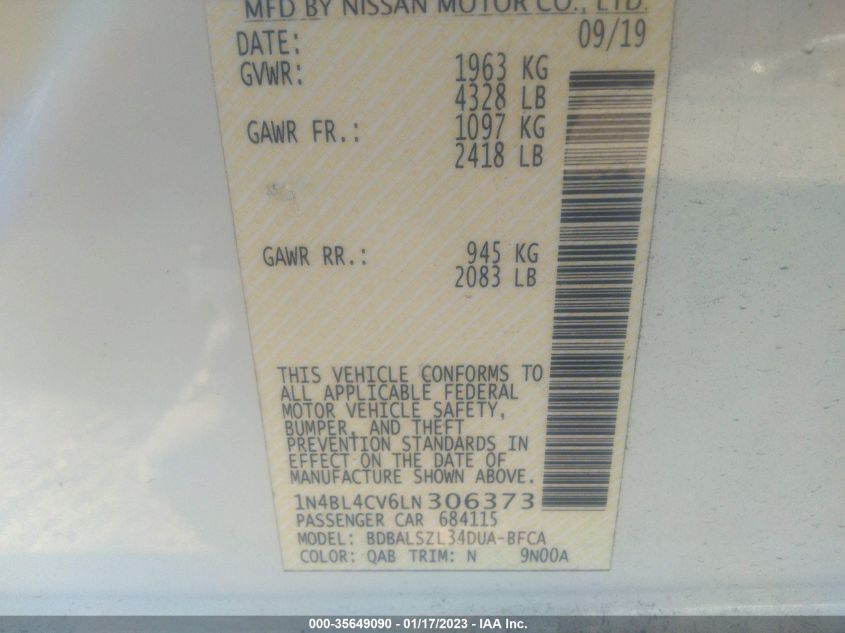 MFD BY NISSAN MOTOR CO., LTD.
DATE: 09/19
GVWR: 1963 KG
4328 LB
GAWR FR.: 1097 KG
2418 LB
GAWR RR.: 945 KG
2083 LB
THIS VEHICLE CONFORMS TO
ALL APPLICABLE FEDERAL
MOTOR VEHICLE SAFETY,
BUMPER, AND THEFT
PREVENTION STANDARDS IN
EFFECT ON THE DATE OF
MANUFACTURE SHOWN ABOVE.
1N4BL4CV6LN306373
PASSENGER CAR 684115
MODEL: BDBALSZL34DUA-BFCA
COLOR: QAB TRIM: N 9N00A
000-35649090 - 01/17/2023 - IAA Inc.